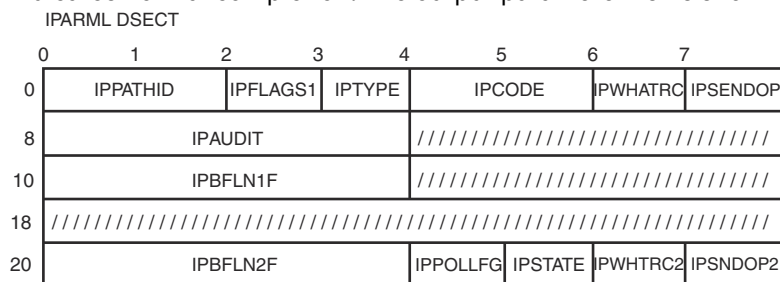 IPARML DSECT
0 1 2 3 4 5 6 7
0 IPPATHID IPFLAGS1 IPTYPE IPCODE IPWHATRC IPSENDOP
8 IPAUDIT ///////////////////////////////////
10 IPBFLN1F ///////////////////////////////////
18 ///////////////////////////////////////////////////////////////////////
20 IPBFLN2F IPPOLLFG IPSTATE IPWHTRC2 IPSNDOP2